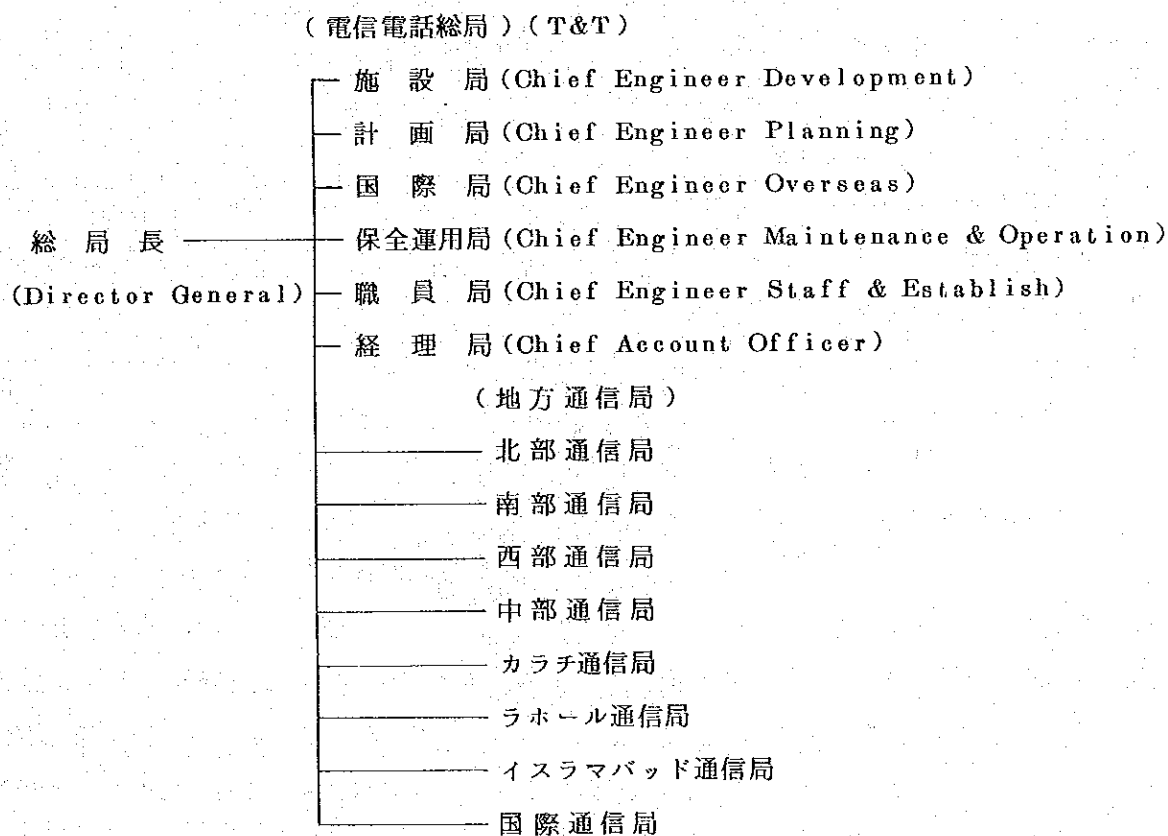 (電信電話総局)(T&T)
施設局(Chief Engineer Development)
計画局(Chief Engineer Planning)
国際局(Chief Engineer Overseas)
総局長
保全運用局(Chief Engineer Maintenance & Operation)
(Director General)
職員局(Chief Engineer Staff & Establish)
経理局(Chief Account Officer)
(地方通信局)
北部通信局
南部通信局
西部通信局
中部通信局
カラチ通信局
ラホール通信局
イスラマバッド通信局
国際通信局